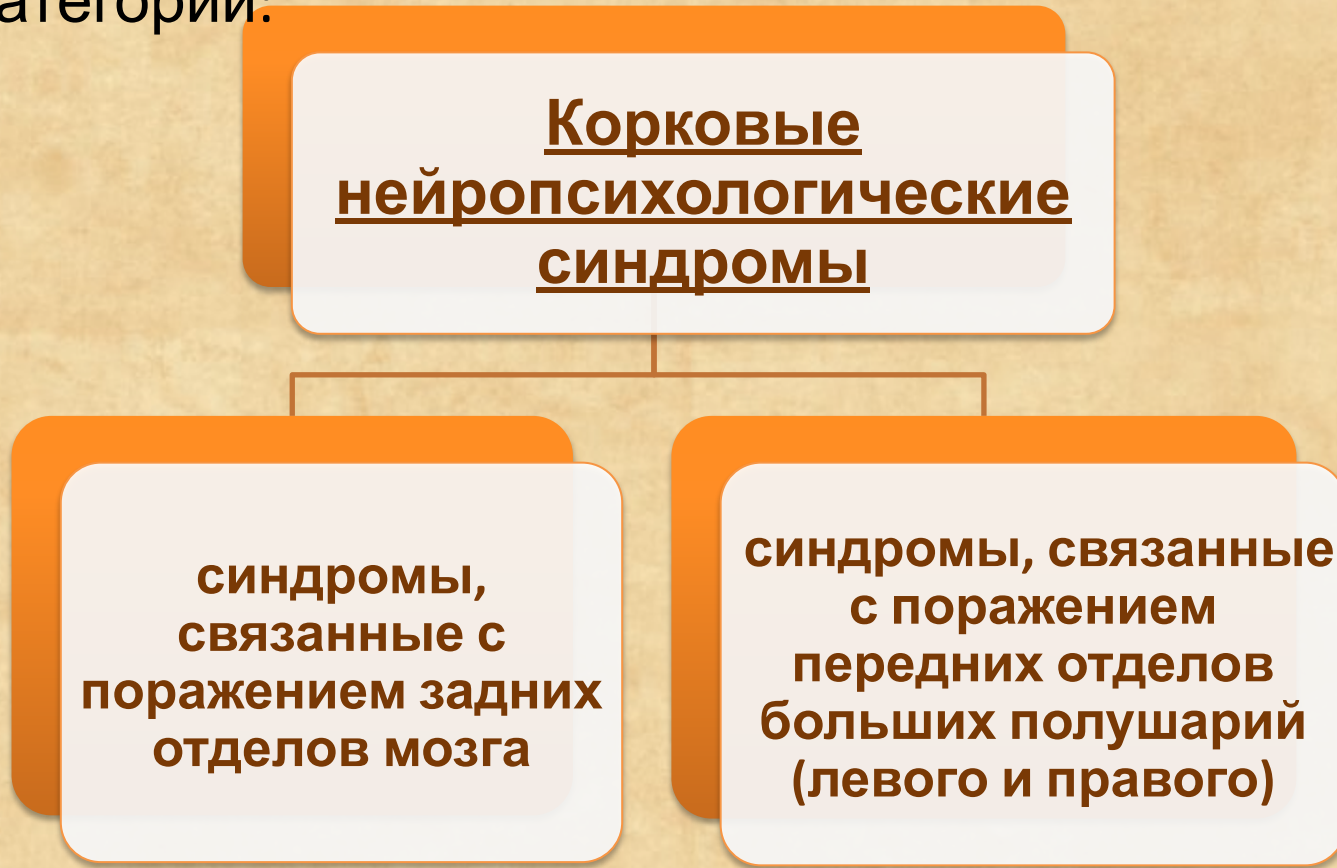 атегории:
Корковые
нейропсихологические
синдромы
синдромы,
связанные с
поражением задних
отделов мозга
синдромы, связанные
с поражением
передних отделов
больших полушарий
(левого и правого)